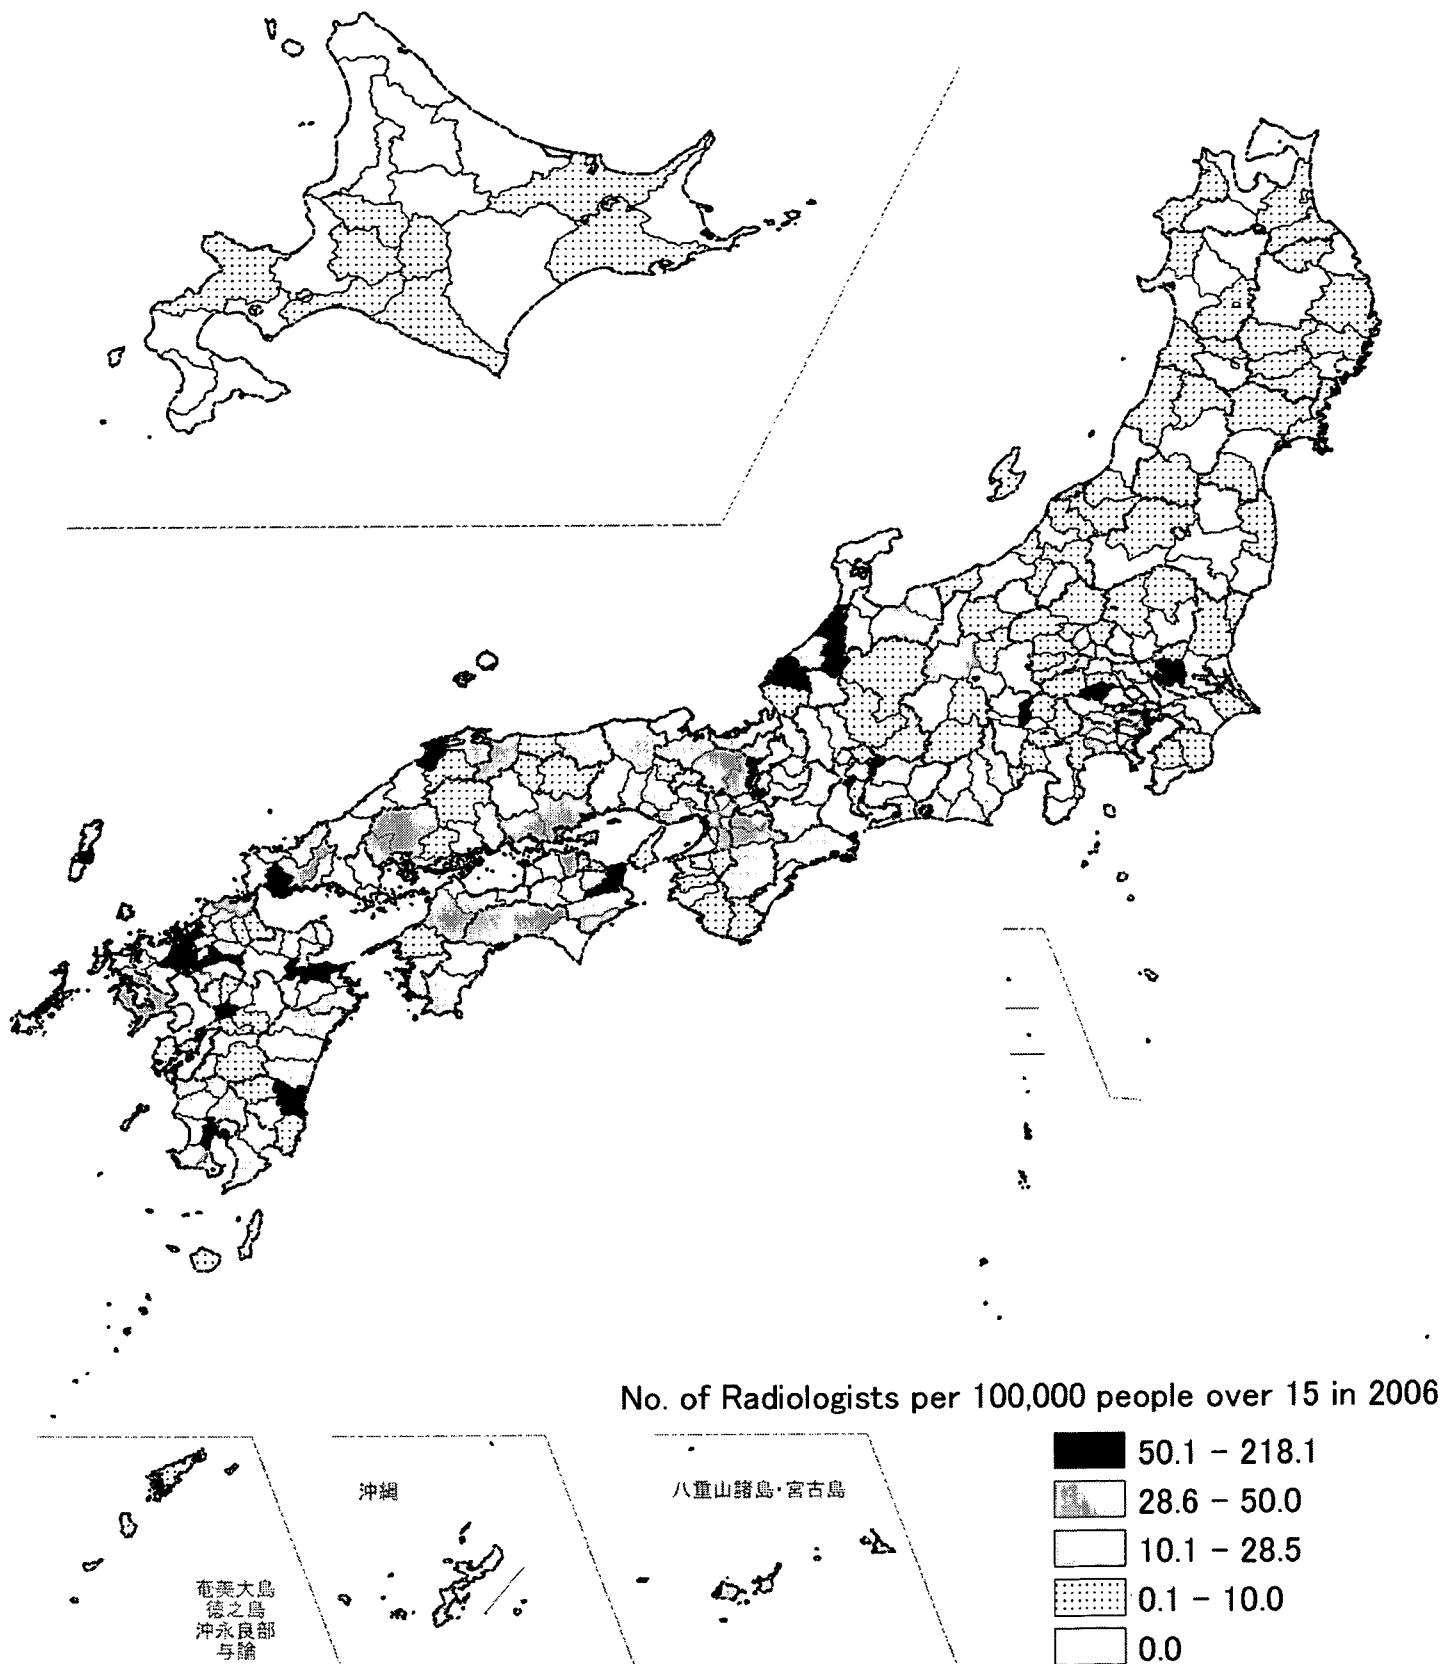 No. of Radiologists per 100,000 people over 15 in 2006
50.1 - 218.1
28.6 - 50.0
10.1 - 28.5
0.1 - 10.0
0.0
沖縄
八重山諸島・宮古島
奄美大島
徳之島
沖永良部
与論